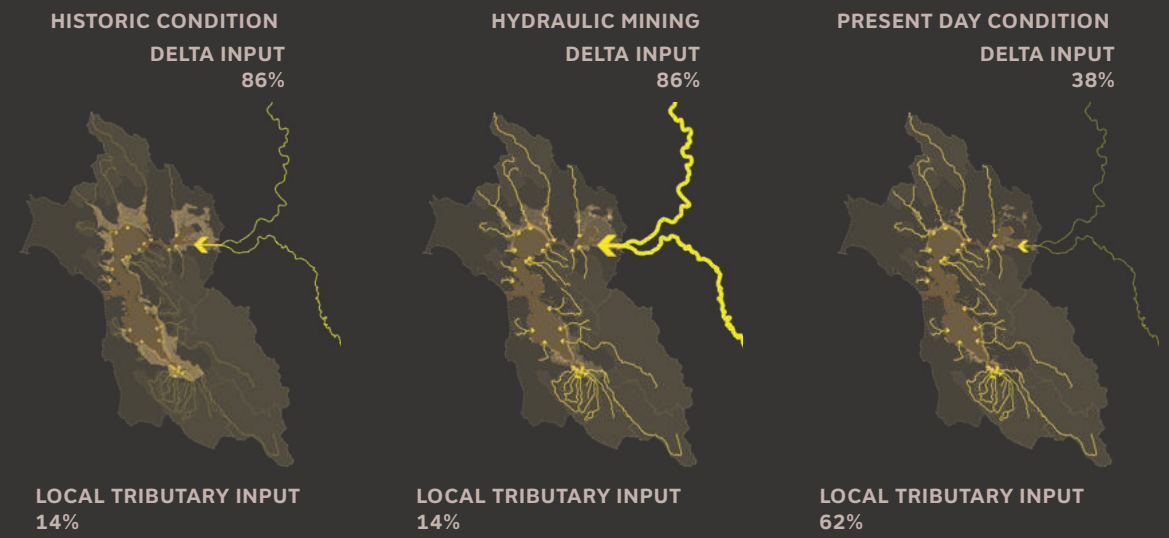 HISTORIC CONDITION
DELTA INPUT
86%
LOCAL TRIBUTARY INPUT
14%
HYDRAULIC MINING
DELTA INPUT
86%
LOCAL TRIBUTARY INPUT
14%
PRESENT DAY CONDITION
DELTA INPUT
38%
LOCAL TRIBUTARY INPUT
62%